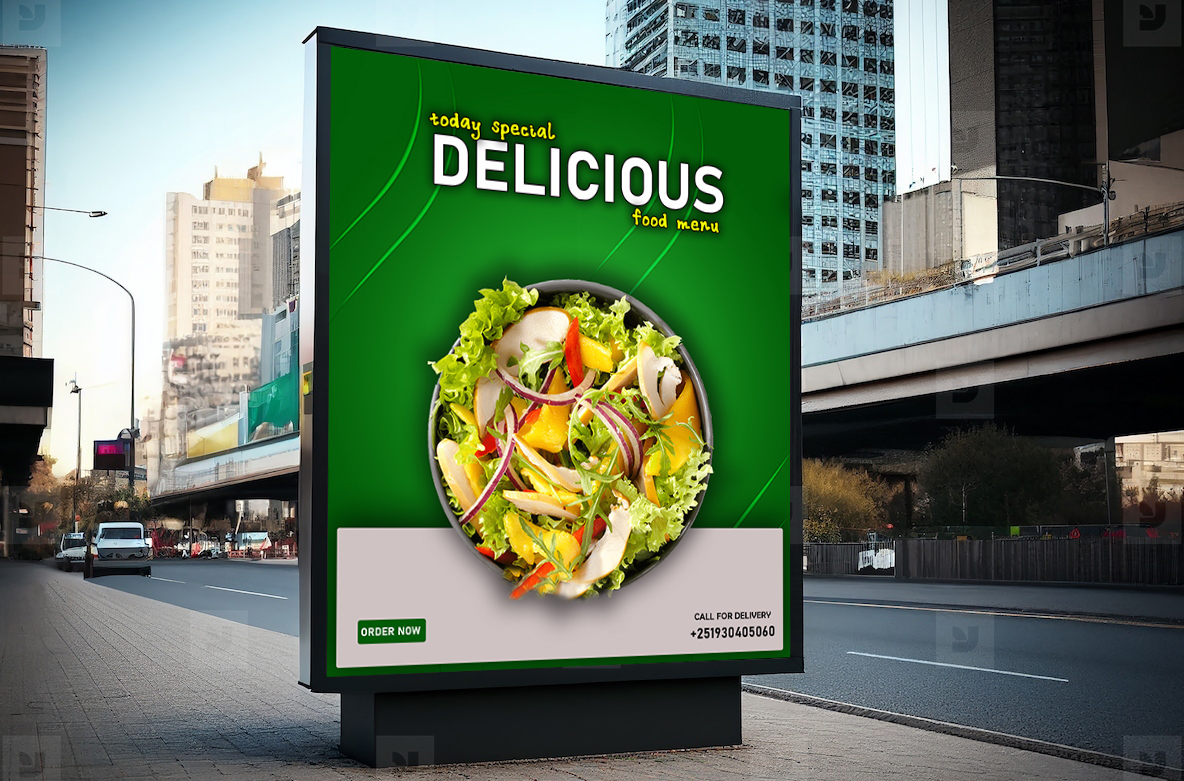 today special
DELICIOUS
food menu
ORDER NOW
CALL FOR DELIVERY
+251930405060